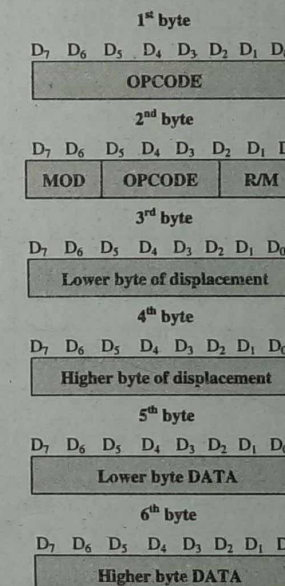 1st byte
D7 D6 D5 D4 D3 D2 D1
OPCODE
2nd byte
D7 D6 D5 D4 D3 D2 D1
MOD OPCODE R/M
3rd byte
D7 D6 D5 D4 D3 D2 D1 D0
Lower byte of displacement
4th byte
D7 D6 D5 D4 D3 D2 D1 D0
Higher byte of displacement
5th byte
D7 D6 D5 D4 D3 D2 D1 D0
Lower byte DATA
6th byte
D7 D6 D5 D4 D3 D2 D1
Higher byte DATA